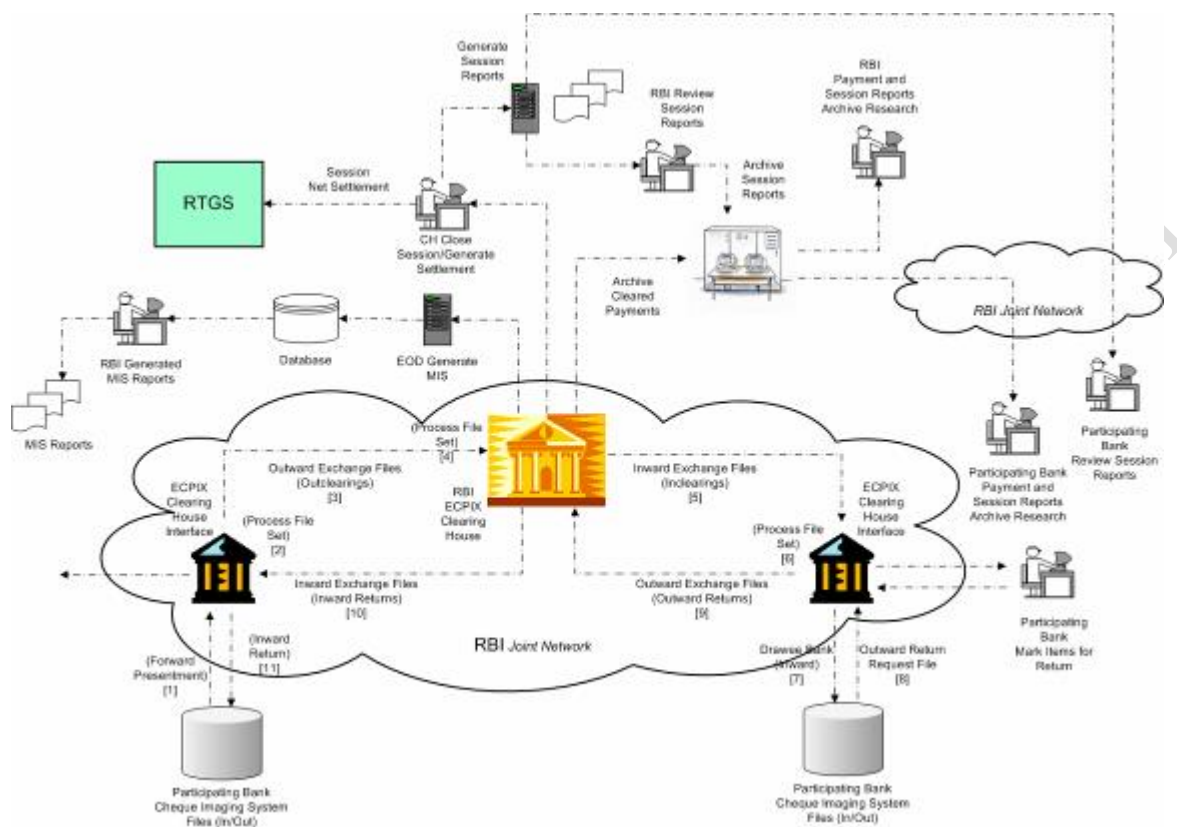 Generate
Session
Reports
RBI Review
Session
Reports
RBI
Payment and
Session Reports
Archive Research
Session
Net Settlement
RTGS
CH Close
Session/Generate
Settlement
Archive
Session
Reports
Archive
Cleared
Payments
RBI Joint Network
RBI Generated
MIS Reports
Database
EOD Generate
MIS
MIS Reports
Participating
Bank
Review Session
Reports
Participating Bank
Payment and
Session Reports
Archive Research
(Process File
Set)
[4]
Outward Exchange Files
(Outclearings)
[3]
Inward Exchange Files
(Inclearings)
[5]
ECPIX
Clearing
House
Interface
(Process File
Set)
[2]
RBI
ECPIX
Clearing
House
(Process File
Set)
[6]
ECPIX
Clearing
House
Interface
Inward Exchange Files
(Inward Returns)
[10]
Outward Exchange Files
(Outward Returns)
[9]
Participating
Bank
Mark Items for
Return
RBI Joint Network
(Forward
Presentment)
[1]
(Inward
Return)
[11]
Drawee Bank
(Inward)
[7]
Outward Return
Request File
[8]
Participating Bank
Cheque Imaging System
Files (In/Out)
Participating Bank
Cheque Imaging System
Files (In/Out)